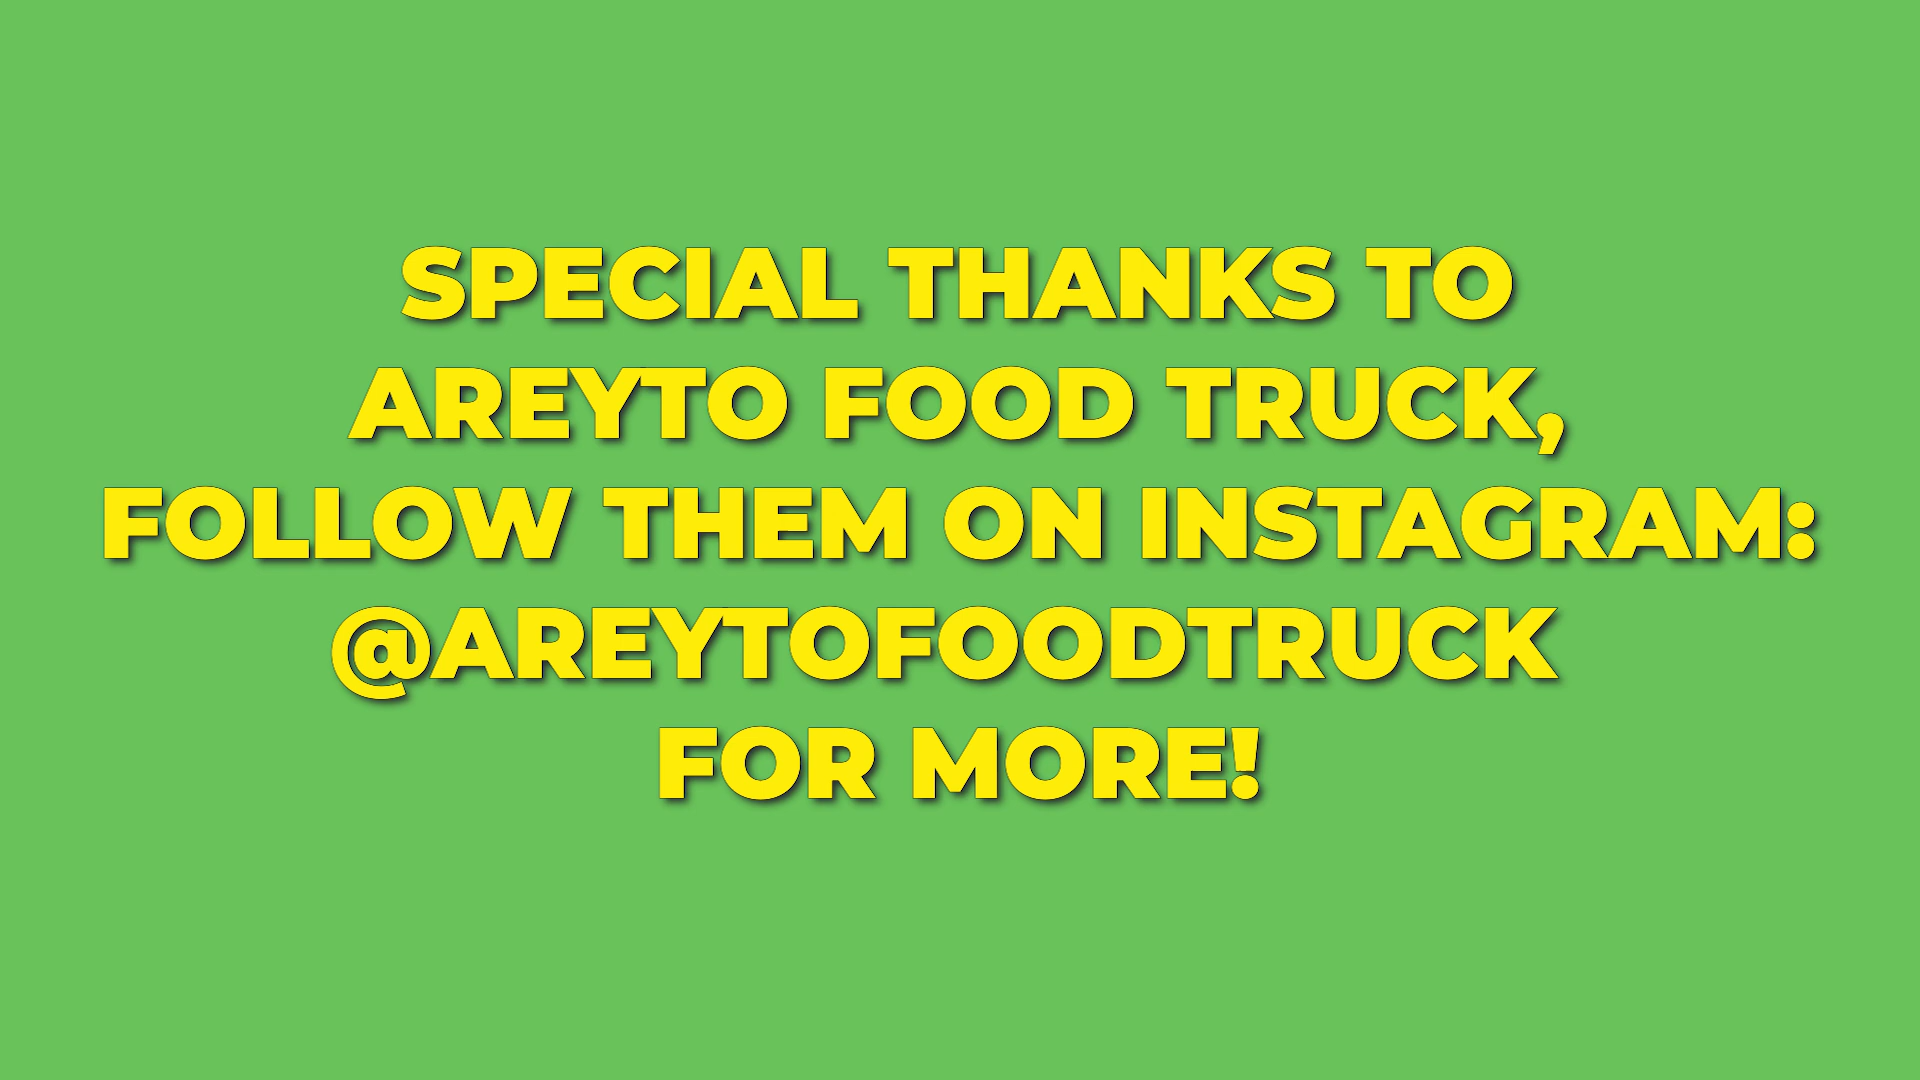 SPECIAL THANKS TO
AREYTO FOOD TRUCK,
FOLLOW THEM ON INSTAGRAM:
@AREYTOFOODTRUCK
FOR MORE!